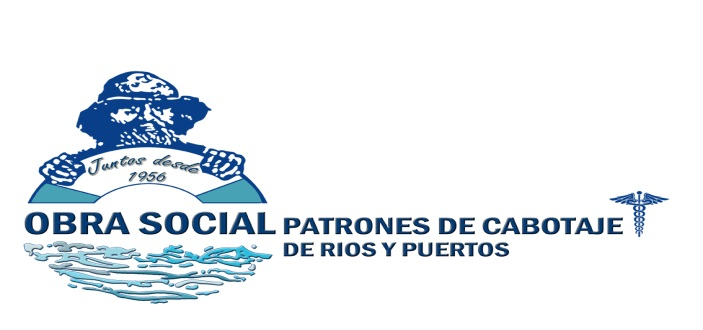 Juntos desde
1956
OBRA SOCIAL PATRONES DE CABOTAJE
DE RIOS Y PUERTOS